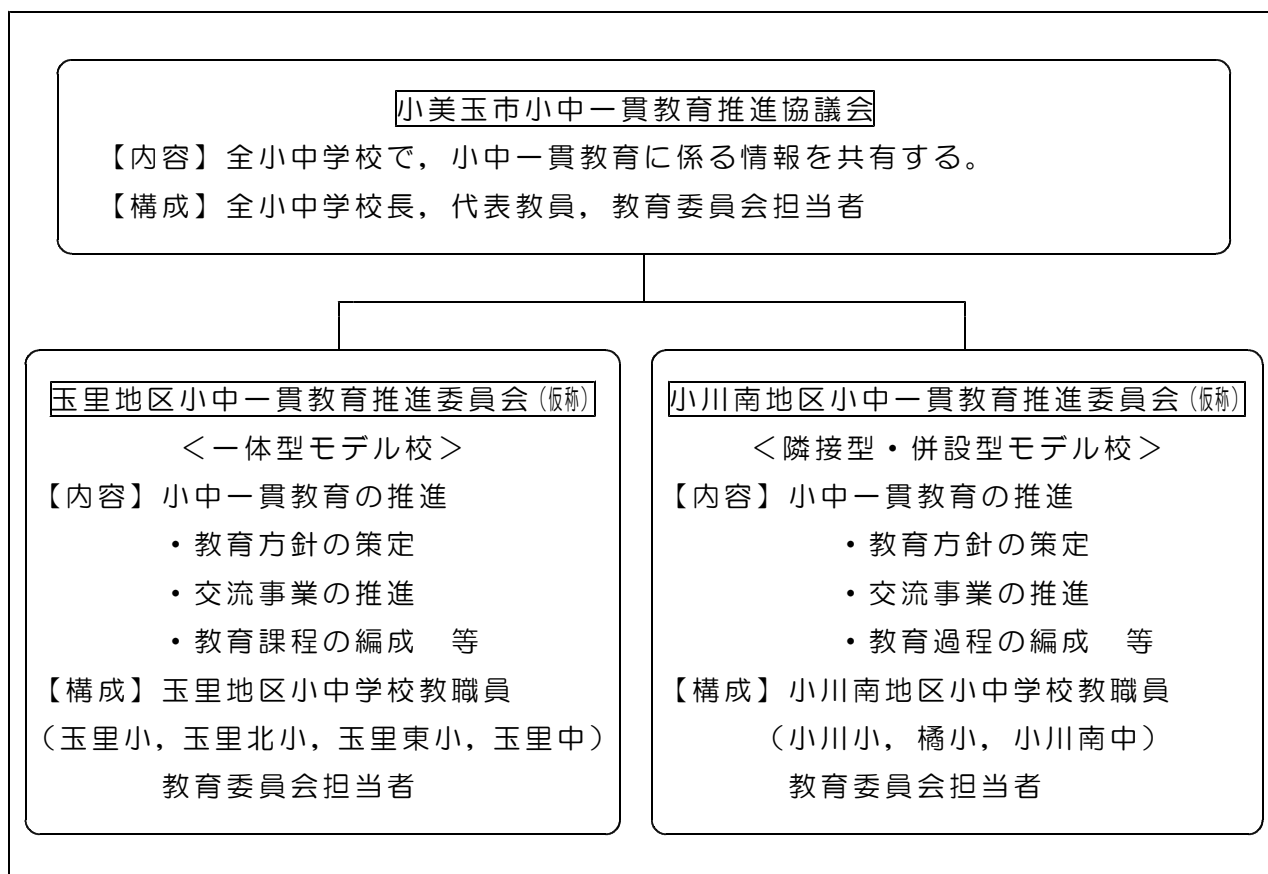 小美玉市小中一貫教育推進協議会
【内容】全小中学校で，小中一貫教育に係る情報を共有する。
【構成】全小中学校長，代表教員，教育委員会担当者
玉里地区小中一貫教育推進委員会(仮称)
＜一体型モデル校＞
【内容】小中一貫教育の推進
・教育方針の策定
・交流事業の推進
・教育課程の編成　等
【構成】玉里地区小中学校教職員
（玉里小，玉里北小，玉里東小，玉里中）
教育委員会担当者
小川南地区小中一貫教育推進委員会(仮称)
＜隣接型・併設型モデル校＞
【内容】小中一貫教育の推進
・教育方針の策定
・交流事業の推進
・教育過程の編成　等
【構成】小川南地区小中学校教職員
（小川小，橘小，小川南中）
教育委員会担当者